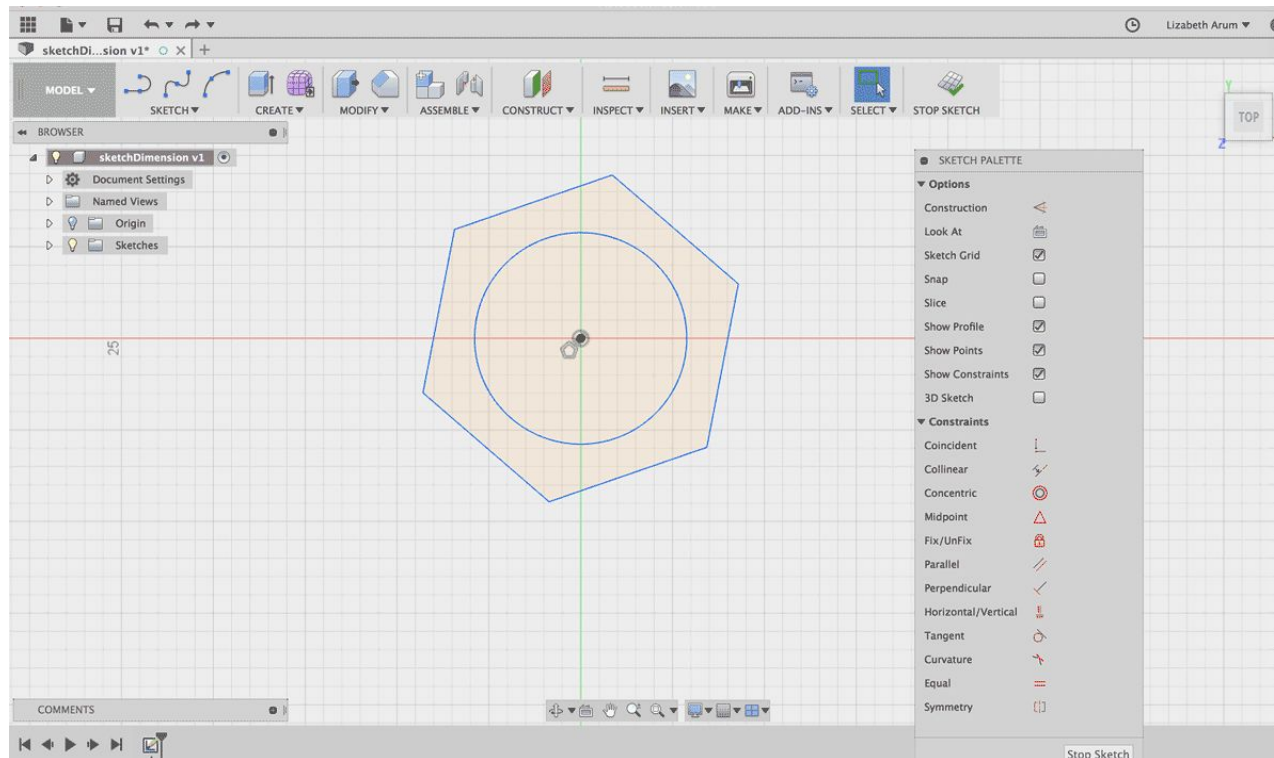 Lizabeth Arum
sketchDi...sion v1*
MODEL
SKETCH
CREATE
MODIFY
ASSEMBLE
CONSTRUCT
INSPECT
INSERT
MAKE
ADD-INS
SELECT
STOP SKETCH
Y
TOP
Z
BROWSER
sketchDimension v1
Document Settings
Named Views
Origin
Sketches
25
SKETCH PALETTE
Options
Construction
Look At
Sketch Grid
Snap
Slice
Show Profile
Show Points
Show Constraints
3D Sketch
Constraints
Coincident
Collinear
Concentric
Midpoint
Fix/UnFix
Parallel
Perpendicular
Horizontal/Vertical
Tangent
Curvature
Equal
Symmetry
Stop Sketch
COMMENTS